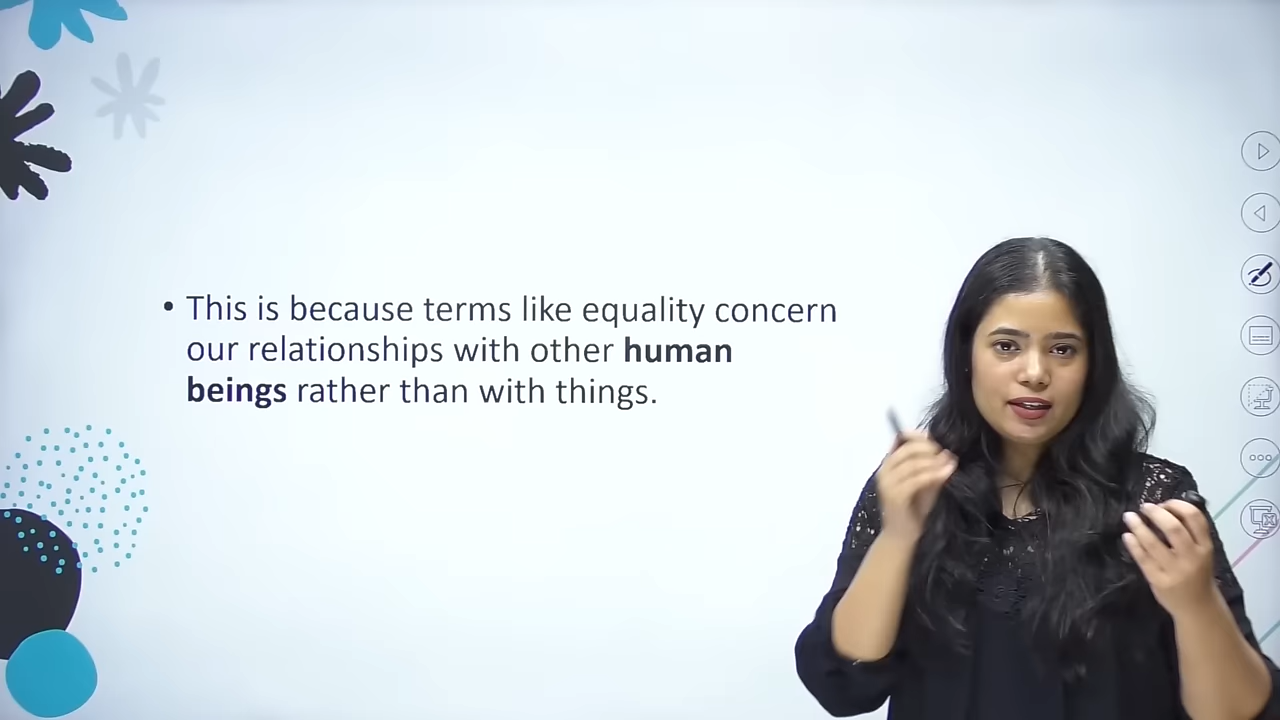 • This is because terms like equality concern
our relationships with other human
beings rather than with things.